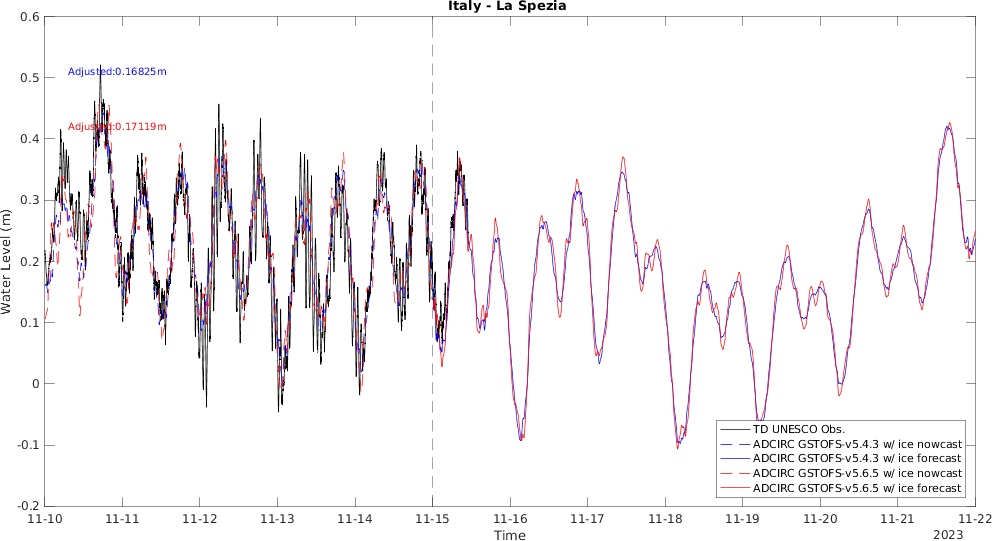 Italy - La Spezia
0.6
0.5
0.4
0.3
0.2
0.1
0
-0.1
-0.2
Water Level (m)
Adjusted:0.16825m
Adjusted:0.17119m
TD UNESCO Obs.
ADCIRC GSTOFS-v5.4.3 w/ ice nowcast
ADCIRC GSTOFS-v5.4.3 w/ ice forecast
ADCIRC GSTOFS-v5.6.5 w/ ice nowcast
ADCIRC GSTOFS-v5.6.5 w/ ice forecast
11-10 11-11 11-12 11-13 11-14 11-15 11-16 11-17 11-18 11-19 11-20 11-21 11-22
Time
2023